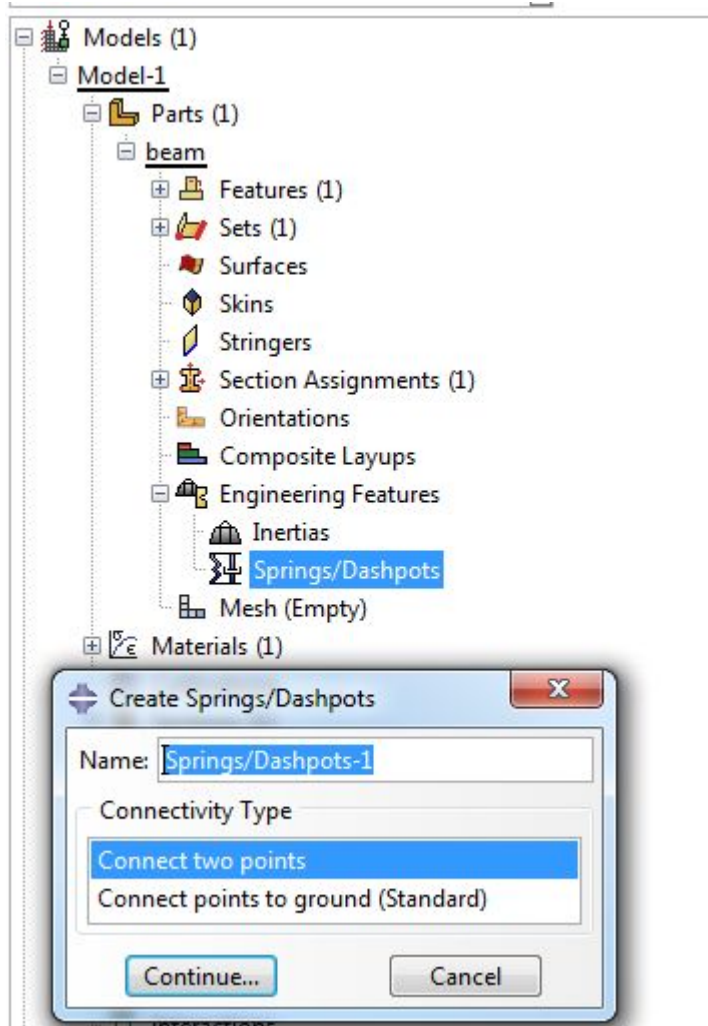 Models (1)
Model-1
Parts (1)
beam
Features (1)
Sets (1)
Surfaces
Skins
Stringers
Section Assignments (1)
Orientations
Composite Layups
Engineering Features
Inertias
Springs/Dashpots
Mesh (Empty)
Materials (1)
Create Springs/Dashpots
Name: Springs/Dashpots-1
Connectivity Type
Connect two points
Connect points to ground (Standard)
Continue... Cancel